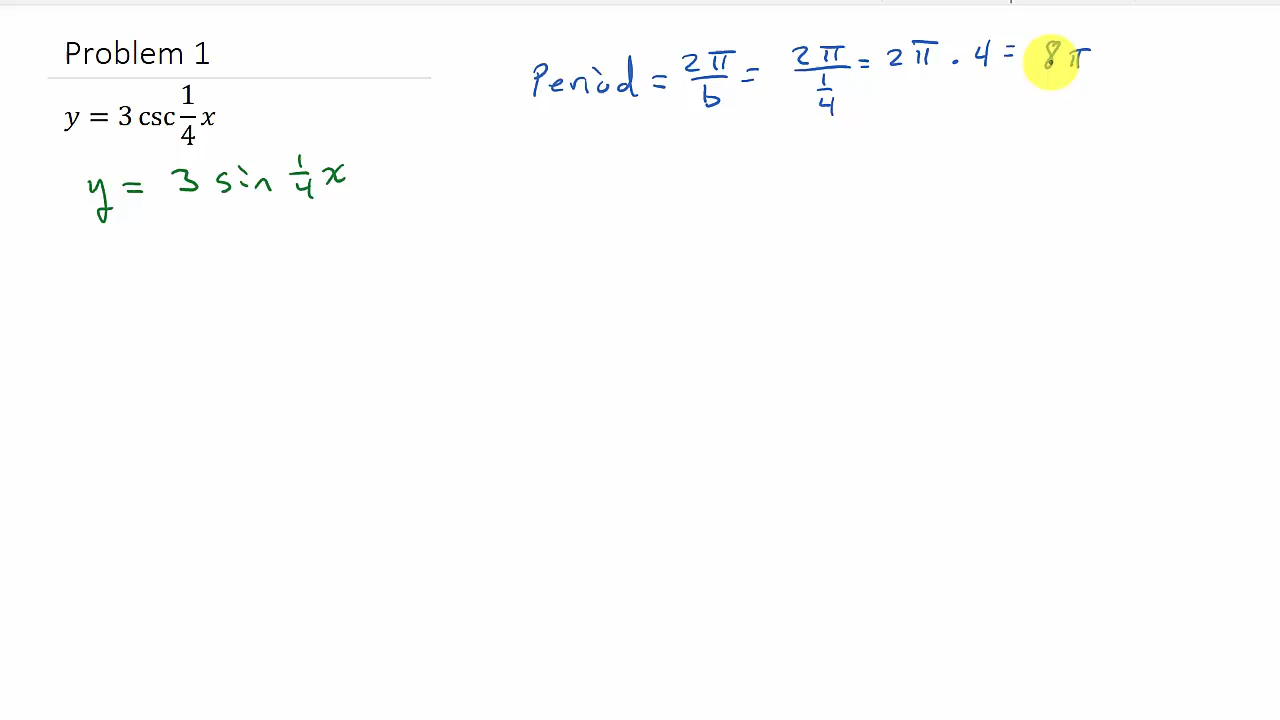 Problem 1
y = 3 csc 1/4 x
y = 3 sin 1/4 x
Period = 2π/b = 2π/(1/4) = 2π · 4 = 8π